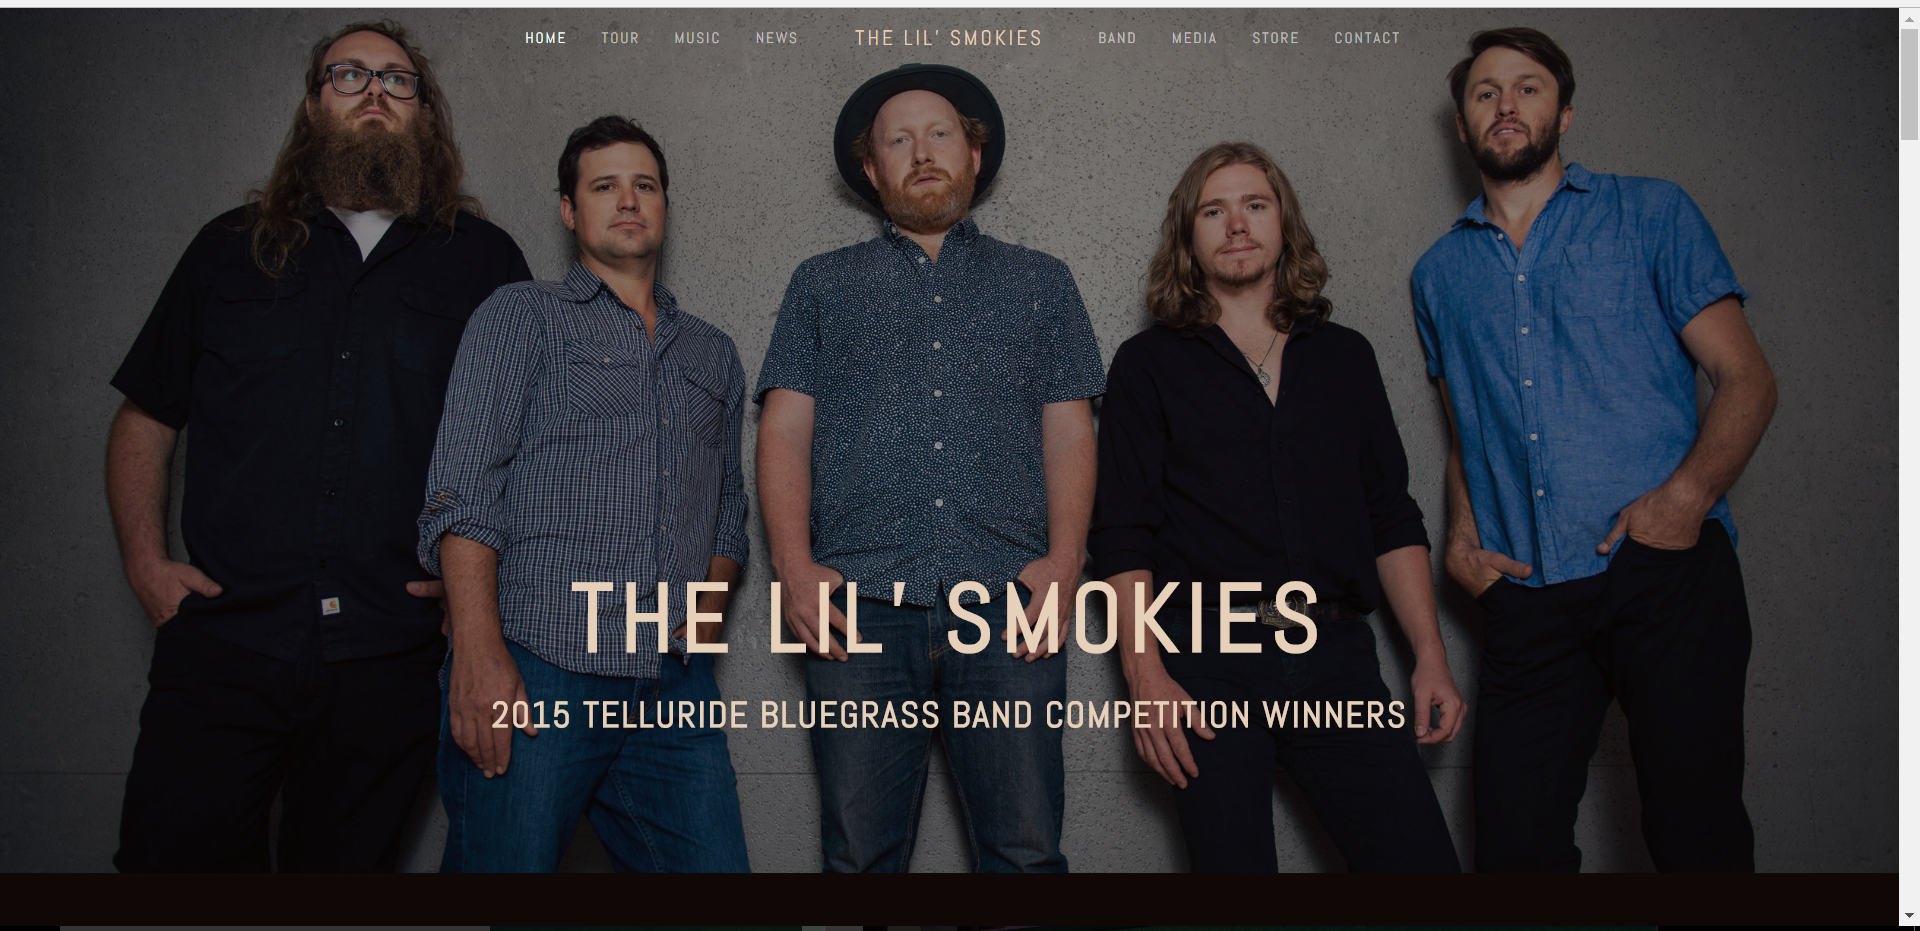 HOME TOUR MUSIC NEWS THE LIL' SMOKIES BAND MEDIA STORE CONTACT
THE LIL' SMOKIES
2015 TELLURIDE BLUEGRASS BAND COMPETITION WINNERS